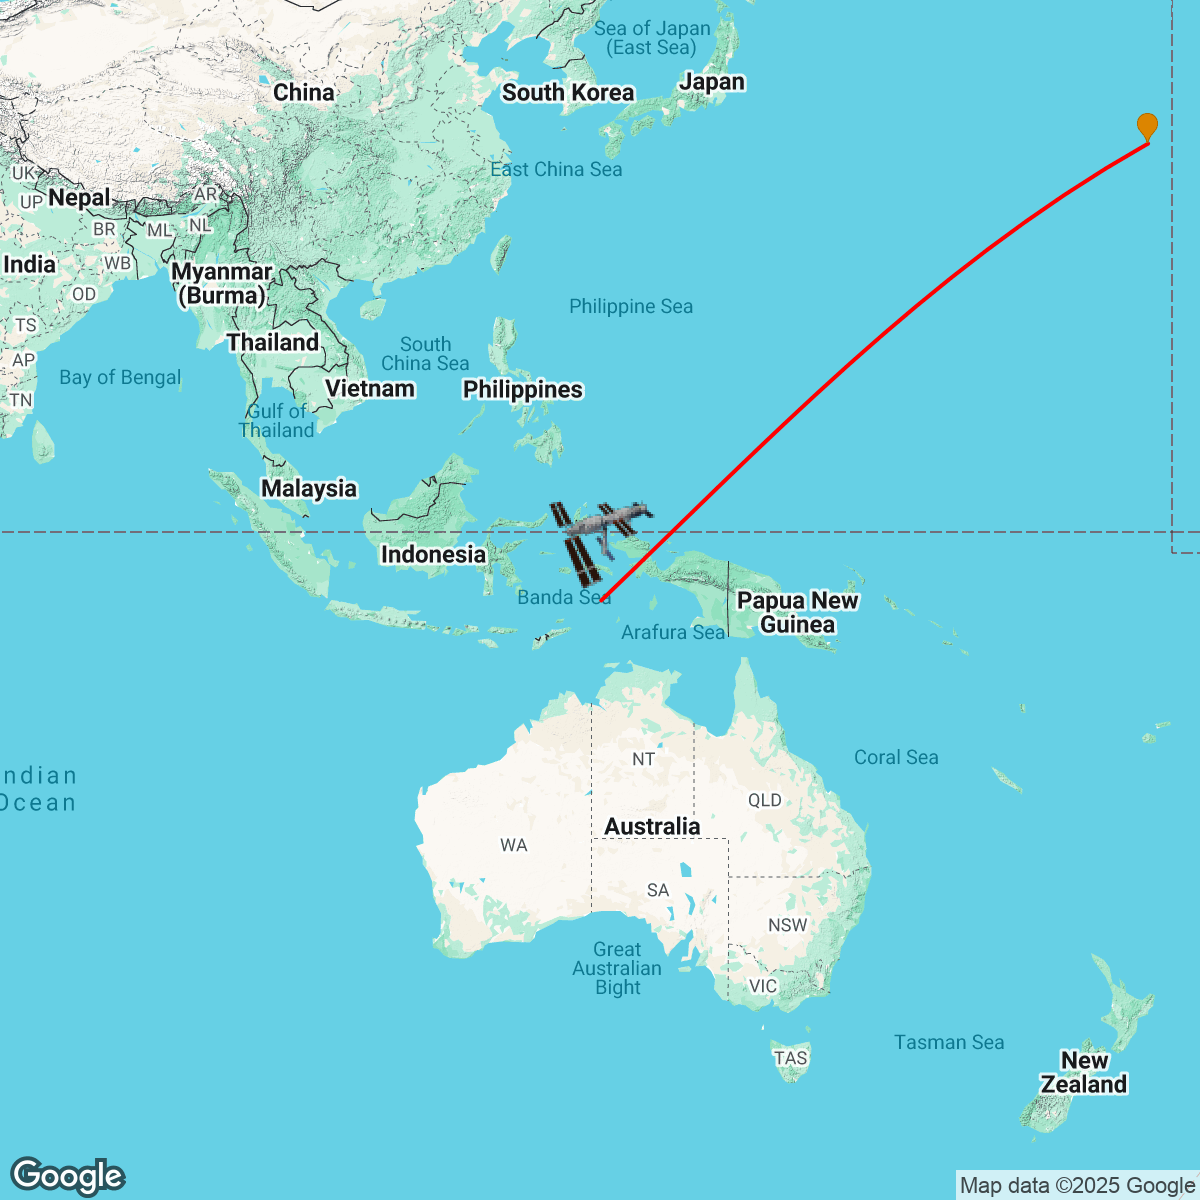 Sea of Japan
(East Sea)
China
South Korea
Japan
East China Sea
UK
Nepal
AR
UP
BR
ML
NL
India
WB
Myanmar
(Burma)
OD
Philippine Sea
TS
Thailand
South
China Sea
AP
Bay of Bengal
Vietnam
Philippines
TN
Gulf of
Thailand
Malaysia
Indonesia
Banda Sea
Papua New
Guinea
Arafura Sea
NT
Coral Sea
ndian
Ocean
QLD
Australia
WA
SA
NSW
Great
Australian
Bight
VIC
Tasman Sea
TAS
New
Zealand
Google
Map data ©2025 Google